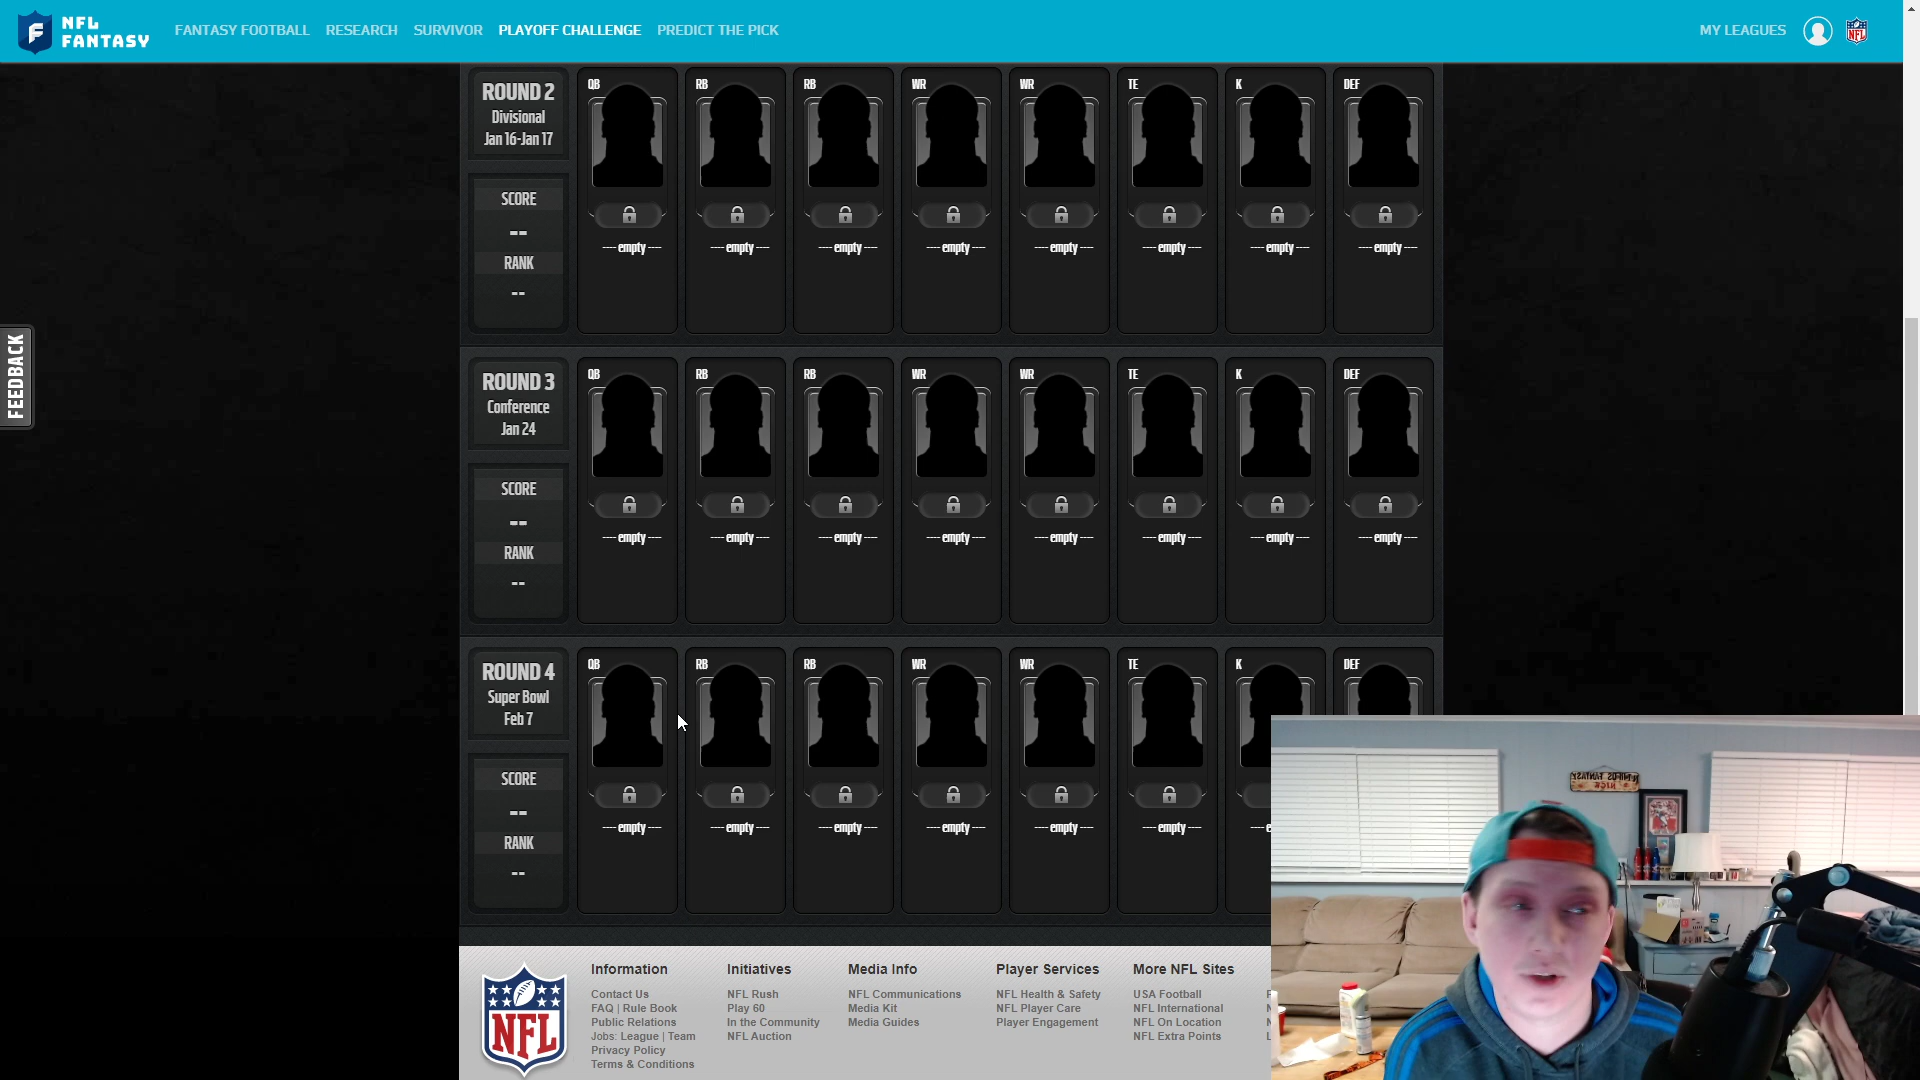 NFL
FANTASY
FANTASY FOOTBALL RESEARCH SURVIVOR PLAYOFF CHALLENGE PREDICT THE PICK
MY LEAGUES
NFL
FEEDBACK
ROUND 2
Divisional
Jan 16-Jan 17
SCORE
--
RANK
--
QB RB RB WR WR TE K DEF
---- empty ---- ---- empty ---- ---- empty ---- ---- empty ---- ---- empty ---- ---- empty ---- ---- empty ---- ---- empty ----
ROUND 3
Conference
Jan 24
SCORE
--
RANK
--
QB RB RB WR WR TE K DEF
---- empty ---- ---- empty ---- ---- empty ---- ---- empty ---- ---- empty ---- ---- empty ---- ---- empty ---- ---- empty ----
ROUND 4
Super Bowl
Feb 7
SCORE
--
RANK
--
QB RB RB WR WR TE K DEF
---- empty ---- ---- empty ---- ---- empty ---- ---- empty ---- ---- empty ---- ---- empty ----
NFL
Information
Contact Us
FAQ | Rule Book
Public Relations
Jobs: League | Team
Privacy Policy
Terms & Conditions
Initiatives
NFL Rush
Play 60
In the Community
NFL Auction
Media Info
NFL Communications
Media Kit
Media Guides
Player Services
NFL Health & Safety
NFL Player Care
Player Engagement
More NFL Sites
USA Football
NFL International
NFL On Location
NFL Extra Points